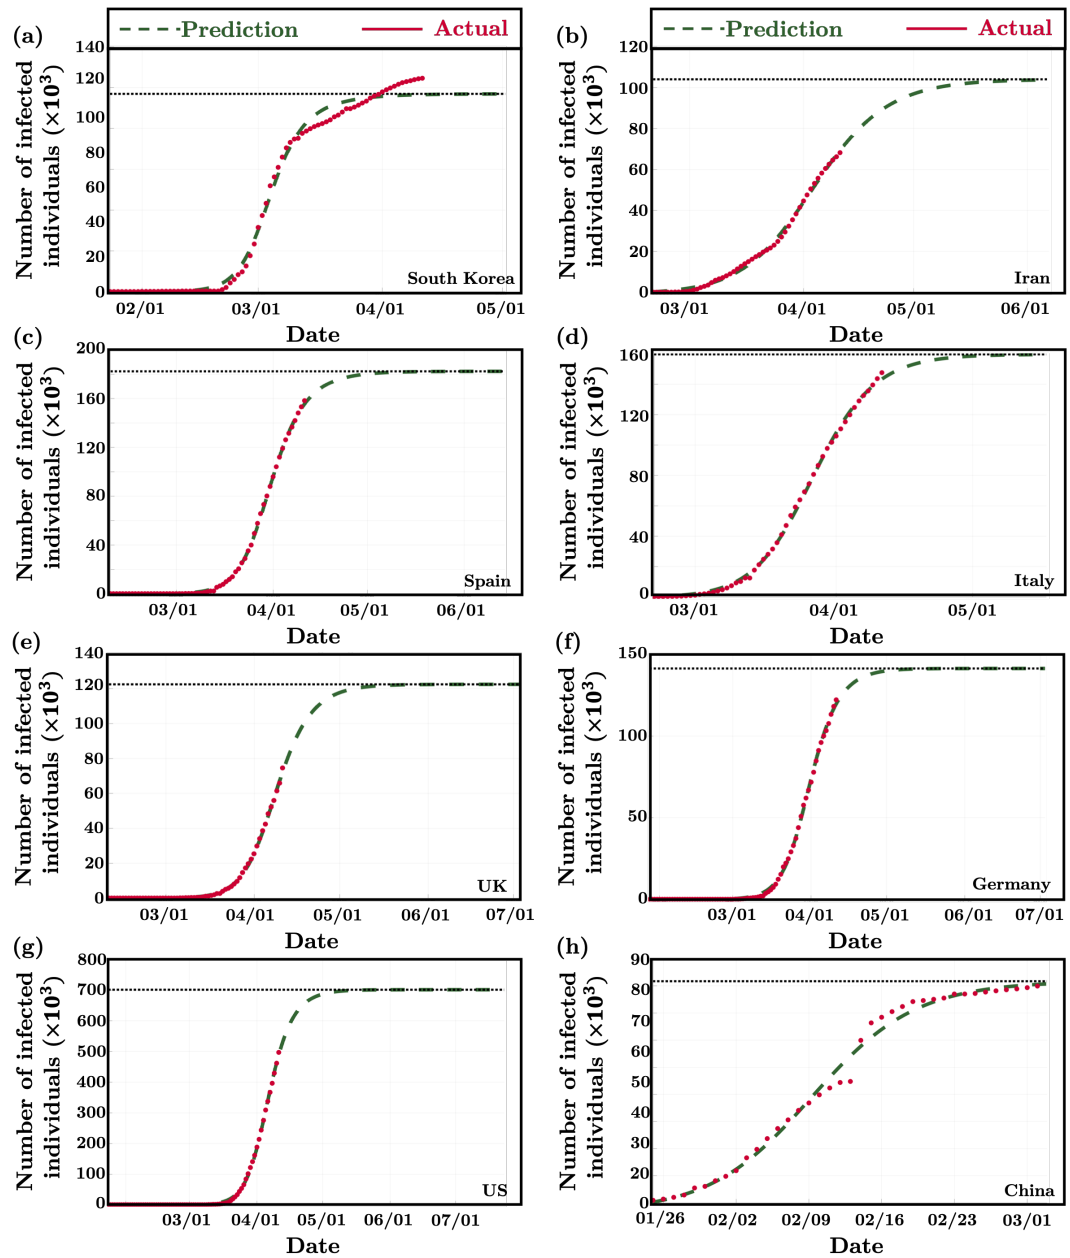 (a)
Prediction Actual
Number of infected
individuals (×10³)
140
120
100
80
60
40
20
0
South Korea
02/01 03/01 04/01 05/01
Date
(b)
Prediction Actual
Number of infected
individuals (×10³)
120
100
80
60
40
20
0
Iran
03/01 04/01 05/01 06/01
Date
(c)
Number of infected
individuals (×10³)
200
160
120
80
40
0
Spain
03/01 04/01 05/01 06/01
Date
(d)
Number of infected
individuals (×10³)
160
120
80
40
0
Italy
03/01 04/01 05/01
Date
(e)
Number of infected
individuals (×10³)
140
120
100
80
60
40
20
0
UK
03/01 04/01 05/01 06/01 07/01
Date
(f)
Number of infected
individuals (×10³)
150
100
50
0
Germany
03/01 04/01 05/01 06/01 07/01
Date
(g)
Number of infected
individuals (×10³)
800
700
600
500
400
300
200
100
0
US
03/01 04/01 05/01 06/01 07/01
Date
(h)
Number of infected
individuals (×10³)
90
80
70
60
50
40
30
20
0
China
01/26 02/02 02/09 02/16 02/23 03/01
Date